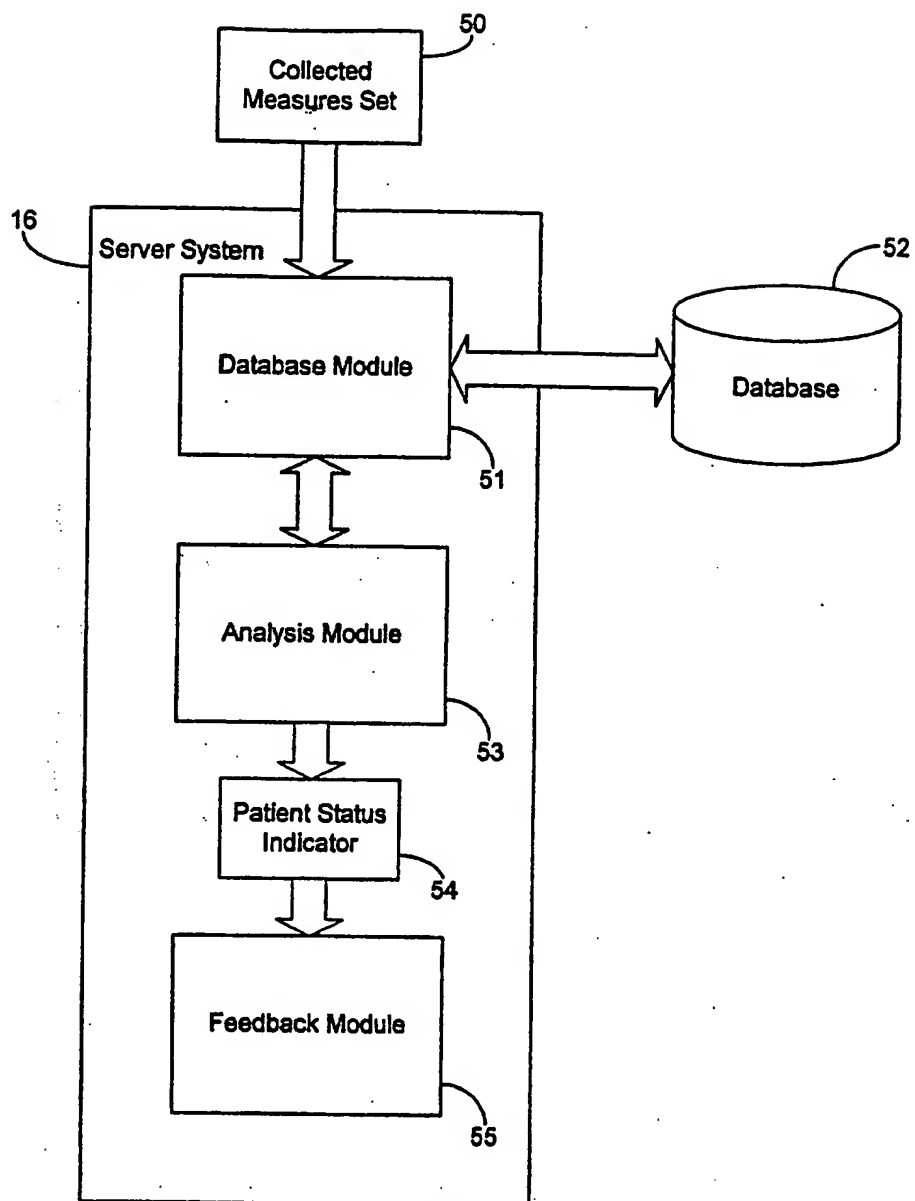 50
Collected
Measures Set
16
Server System
52
Database Module
Database
51
Analysis Module
53
Patient Status
Indicator
54
Feedback Module
55